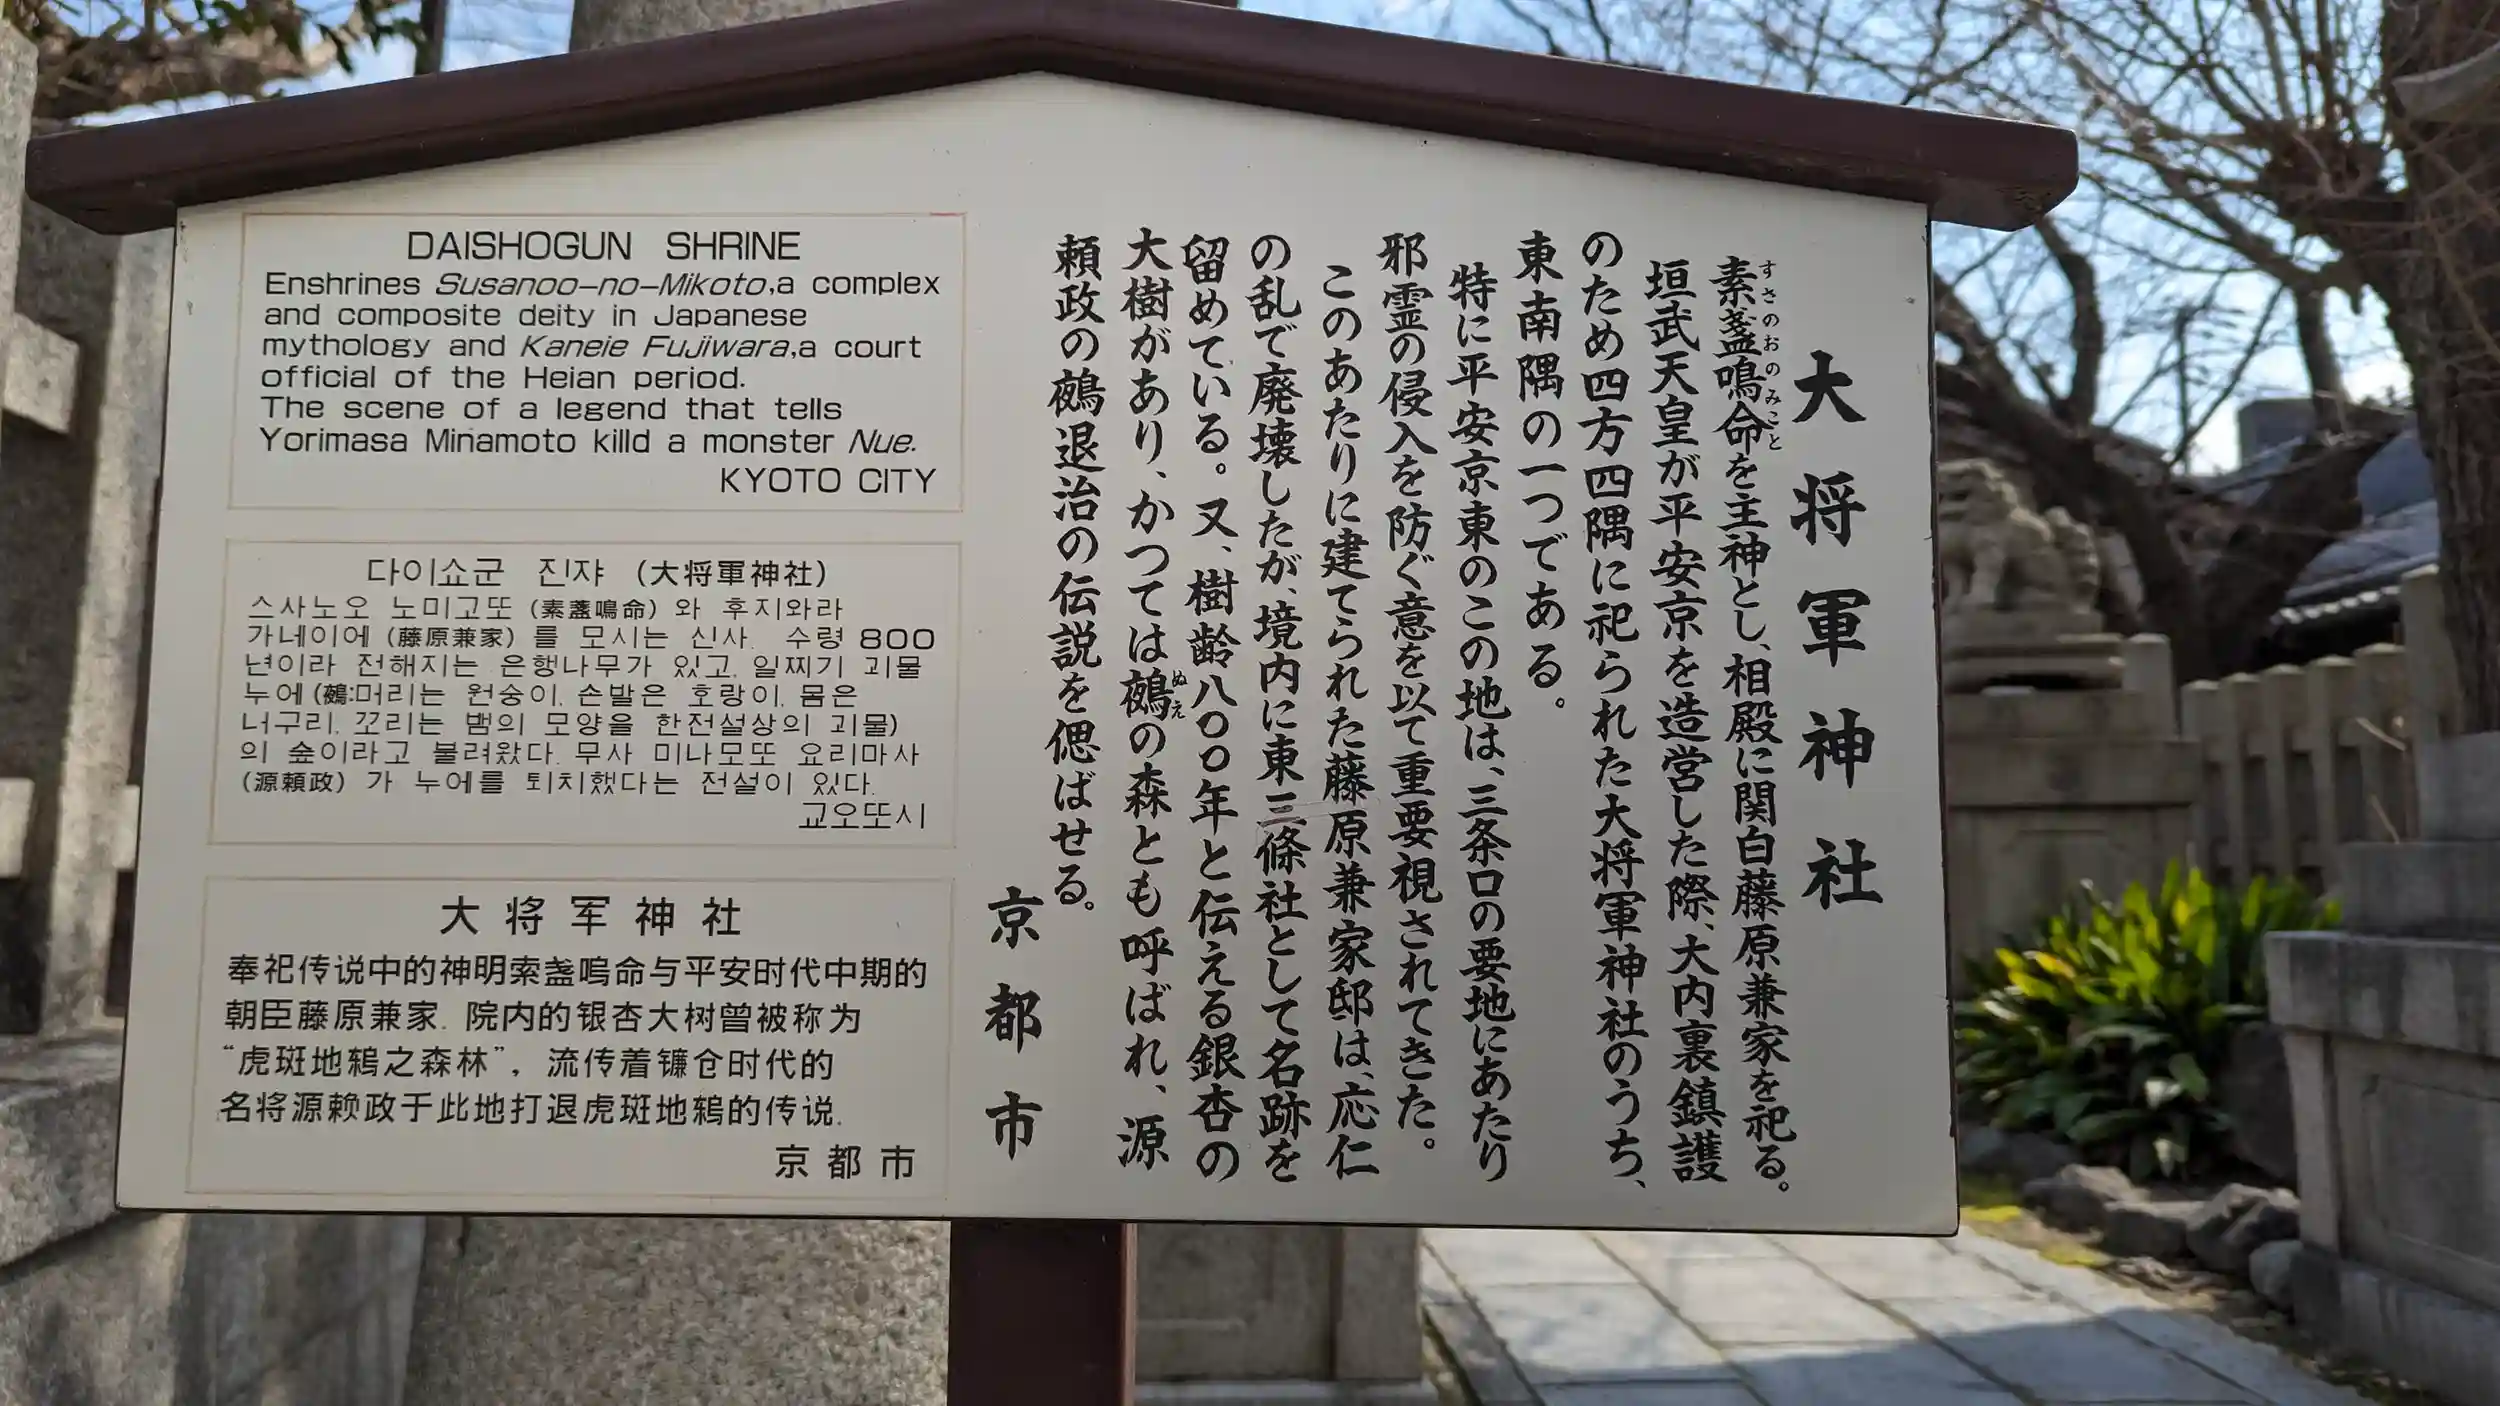 大将軍神社
素盞鳴命を主神とし、相殿に関白藤原兼家を祀る。
すさのおのみこと
垣武天皇が平安京を造営した際、大内裏鎮護
のため四方四隅に祀られた大将軍神社のうち、
東南隅の一つである。
特に平安京東のこの地は、三条口の要地にあたり
邪霊の侵入を防ぐ意を以て重要視されてきた。
このあたりに建てられた藤原兼家邸は、応仁
の乱で廃壊したが、境内に東三條社として名跡を
留めている。又、樹齢八〇〇年と伝える銀杏の
大樹があり、かつては鵺の森とも呼ばれ、源
ぬえ
頼政の鵺退治の伝説を偲ばせる。
京都市
DAISHOGUN SHRINE
Enshrines Susanoo-no-Mikoto,a complex
and composite deity in Japanese
mythology and Kaneie Fujiwara,a court
official of the Heian period.
The scene of a legend that tells
Yorimasa Minamoto killd a monster Nue.
KYOTO CITY
다이쇼군 진쟈 (大将軍神社)
스사노오 노미고또 (素盞鳴命) 와 후지와라
가네이에 (藤原兼家) 를 모시는 신사. 수령 800
년이라 전해지는 은행나무가 있고, 일찌기 괴물
누에 (鵺:머리는 원숭이, 손발은 호랑이, 몸은
너구리, 꼬리는 뱀의 모양을 한전설상의 괴물)
의 숲이라고 불려왔다. 무사 미나모또 요리마사
(源頼政) 가 누에를 퇴치했다는 전설이 있다.
교오또시
大将军神社
奉祀传说中的神明索盏鸣命与平安时代中期的
朝臣藤原兼家. 院内的银杏大树曾被称为
“虎斑地鸫之森林”, 流传着镰仓时代的
名将源赖政于此地打退虎斑地鸫的传说.
京都市